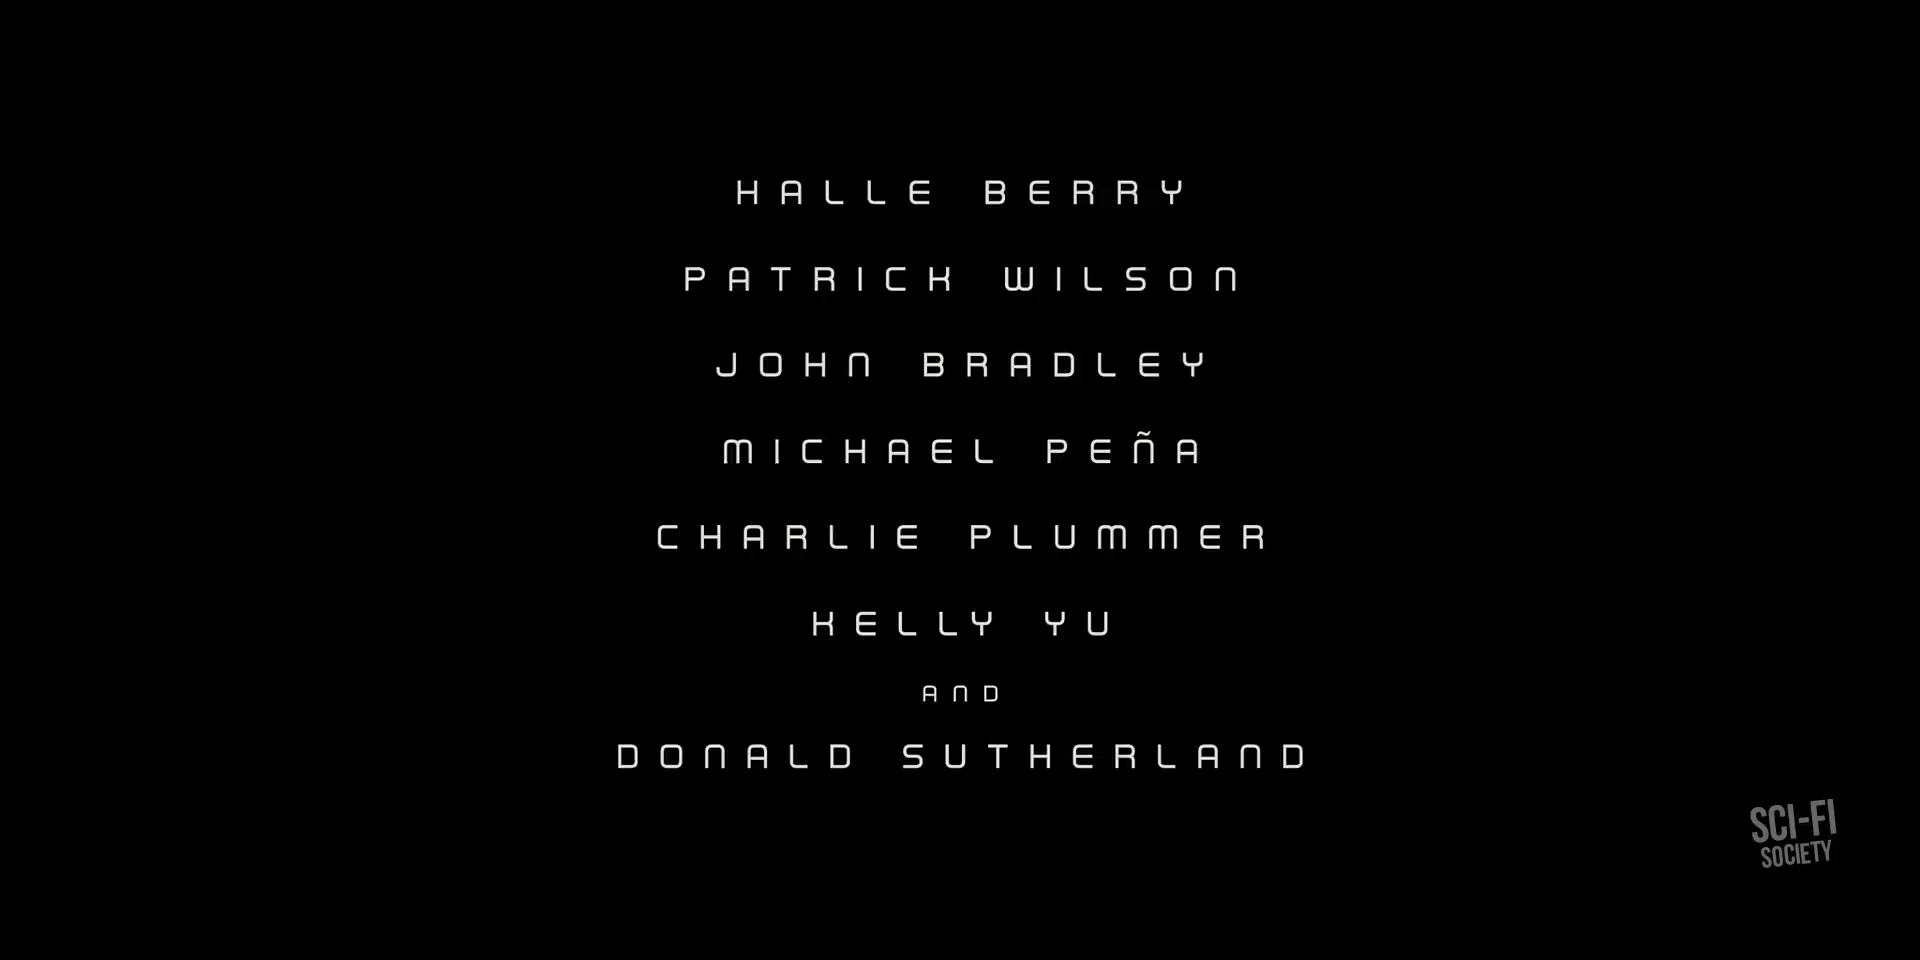 HALLE BERRY
PATRICK WILSON
JOHN BRADLEY
MICHAEL PEÑA
CHARLIE PLUMMER
KELLY YU
AND
DONALD SUTHERLAND
SCI-FI
SOCIETY